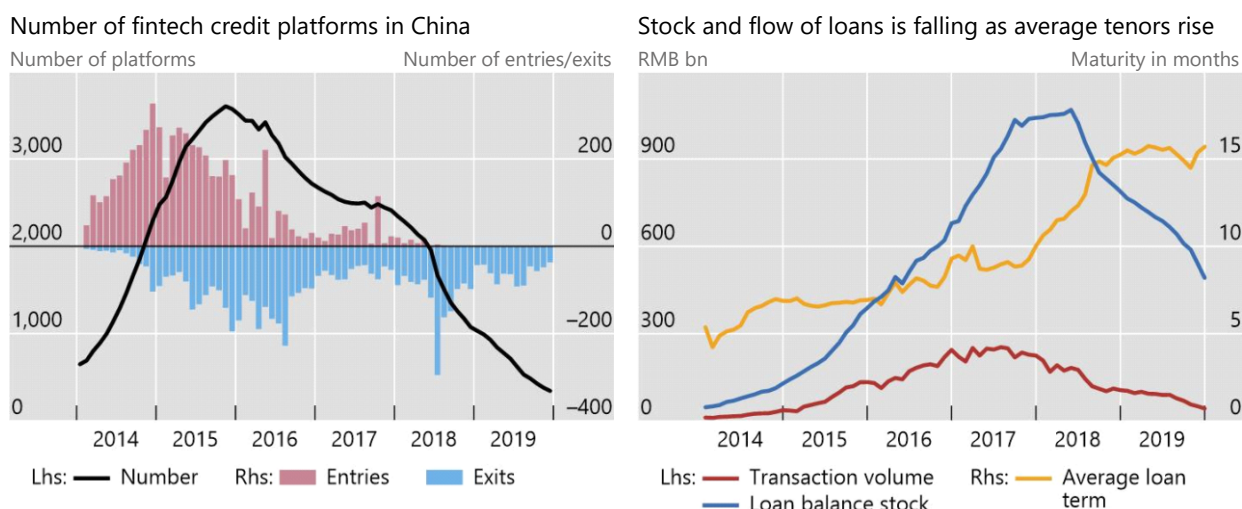 Number of fintech credit platforms in China
Number of platforms Number of entries/exits
3,000 200
2,000 0
1,000 –200
0 –400
2014 2015 2016 2017 2018 2019
Lhs: Number Rhs: Entries Exits
Stock and flow of loans is falling as average tenors rise
RMB bn Maturity in months
900 15
600 10
300 5
0 0
2014 2015 2016 2017 2018 2019
Lhs: Transaction volume Rhs: Average loan
Loan balance stock term